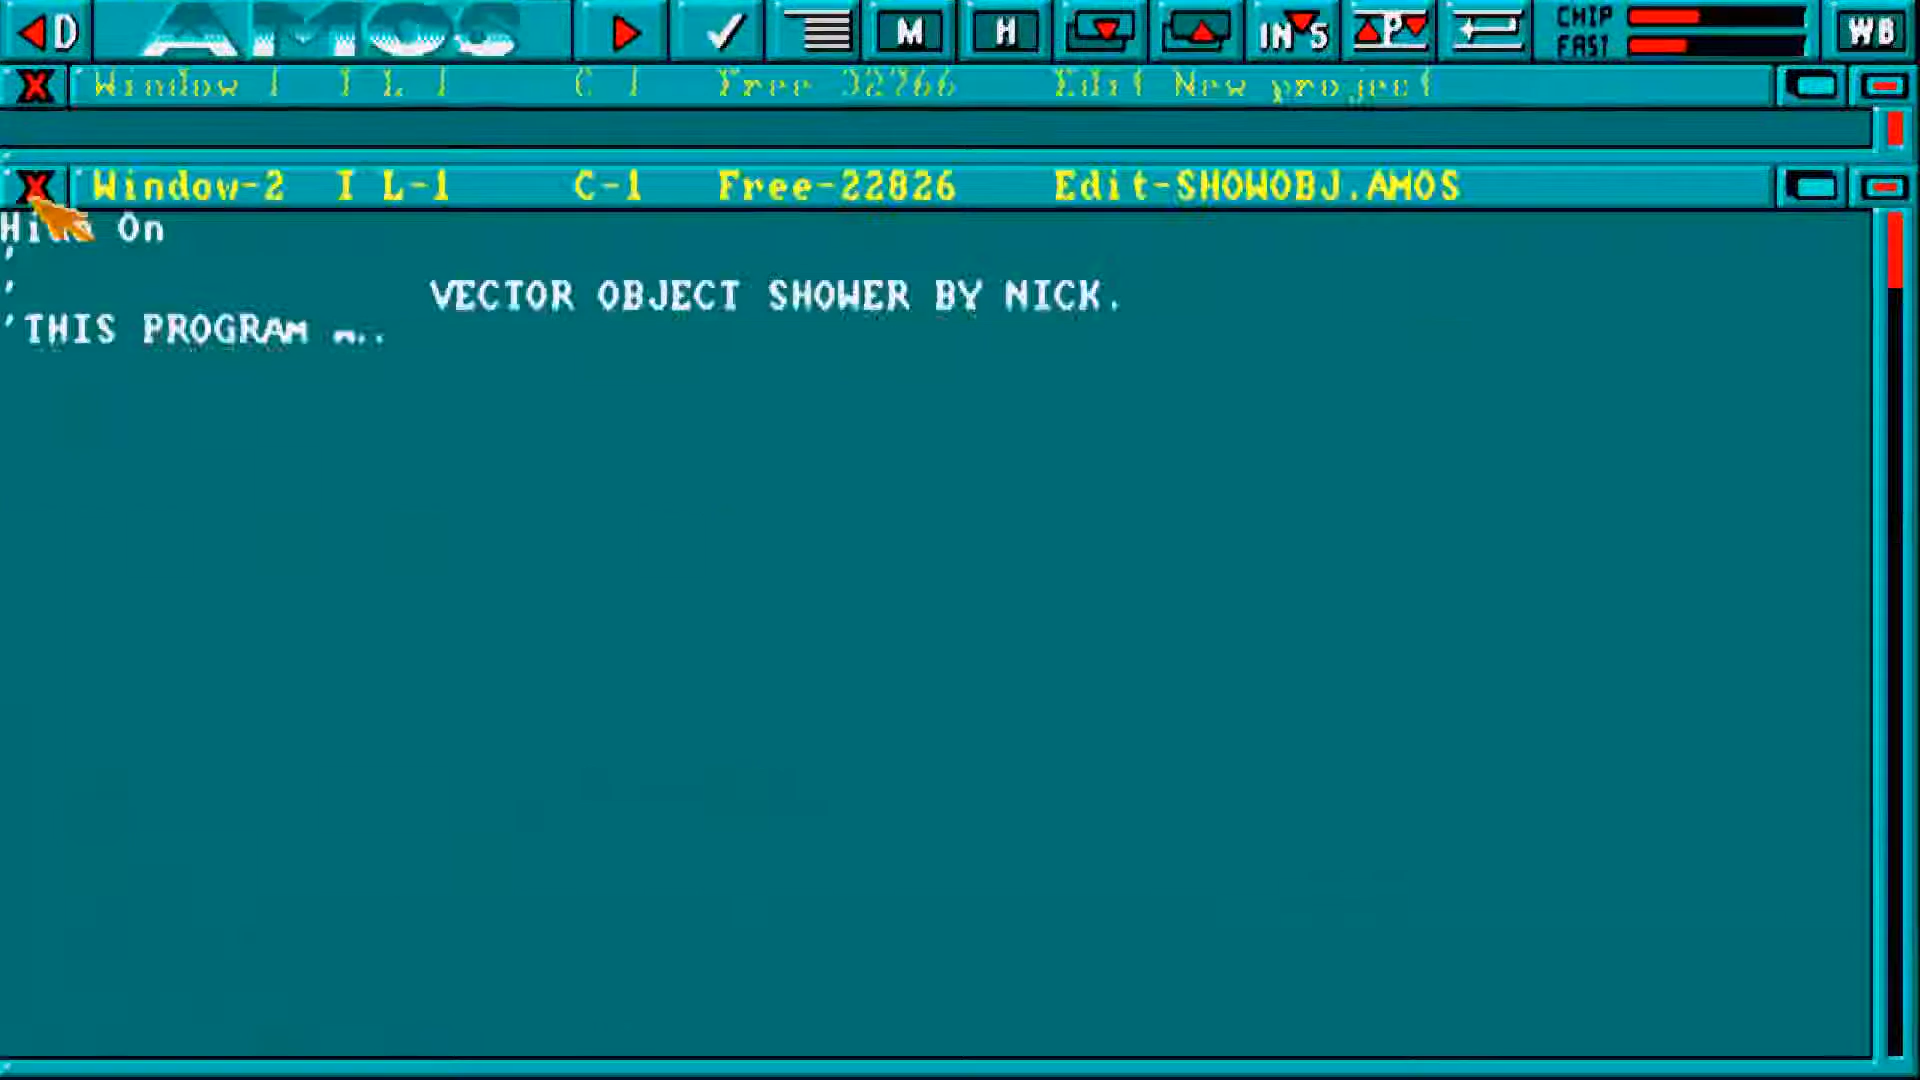 D AMOS M H INS P CHIP FAST WB
Window 1 I L 1 C 1 Free 32766 Edit New project
Window-2 I L-1 C-1 Free-22826 Edit-SHOWOBJ.AMOS
On
'
' VECTOR OBJECT SHOWER BY NICK.
'THIS PROGRAM